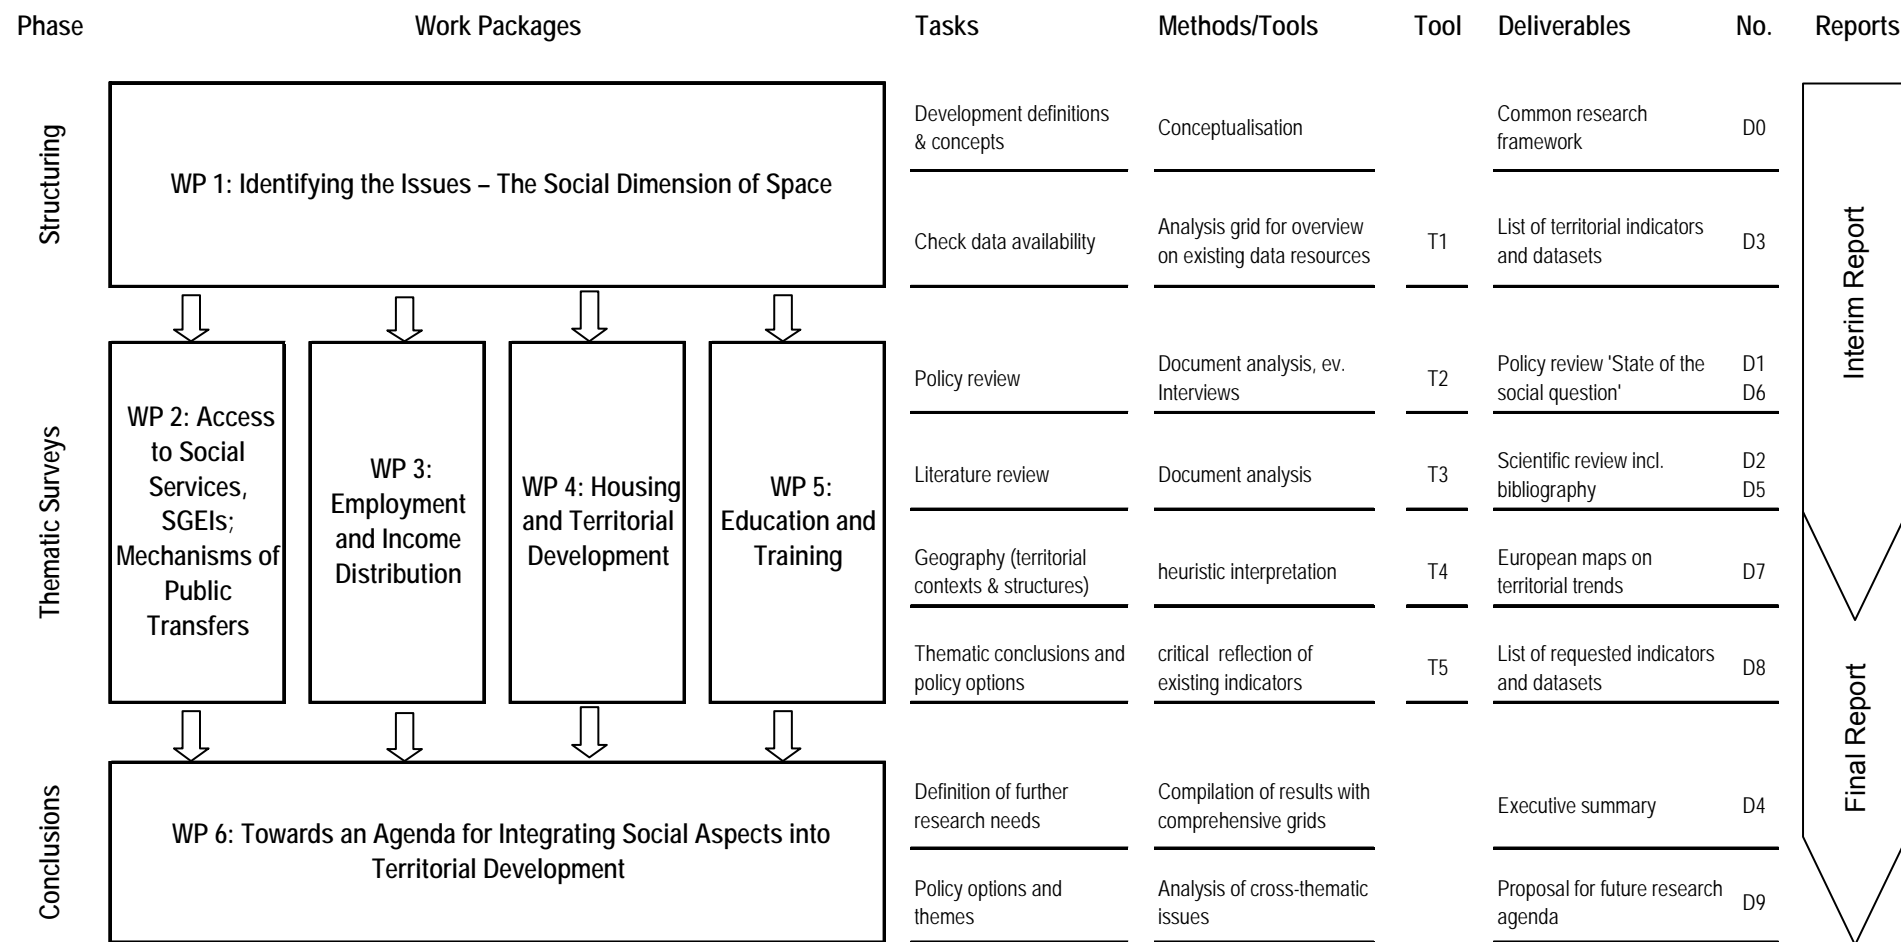 Phase Work Packages Tasks Methods/Tools Tool Deliverables No. Reports
Structuring
WP 1: Identifying the Issues – The Social Dimension of Space
Development definitions
& concepts
Conceptualisation
Common research
framework
D0
Check data availability
Analysis grid for overview
on existing data resources
T1
List of territorial indicators
and datasets
D3
Interim Report
Thematic Surveys
WP 2: Access
to Social
Services,
SGEIs;
Mechanisms of
Public
Transfers
WP 3:
Employment
and Income
Distribution
WP 4: Housing
and Territorial
Development
WP 5:
Education and
Training
Policy review
Document analysis, ev.
Interviews
T2
Policy review 'State of the
social question'
D1
D6
Literature review
Document analysis
T3
Scientific review incl.
bibliography
D2
D5
Geography (territorial
contexts & structures)
heuristic interpretation
T4
European maps on
territorial trends
D7
Thematic conclusions and
policy options
critical reflection of
existing indicators
T5
List of requested indicators
and datasets
D8
Final Report
Conclusions
WP 6: Towards an Agenda for Integrating Social Aspects into
Territorial Development
Definition of further
research needs
Compilation of results with
comprehensive grids
Executive summary
D4
Policy options and
themes
Analysis of cross-thematic
issues
Proposal for future research
agenda
D9